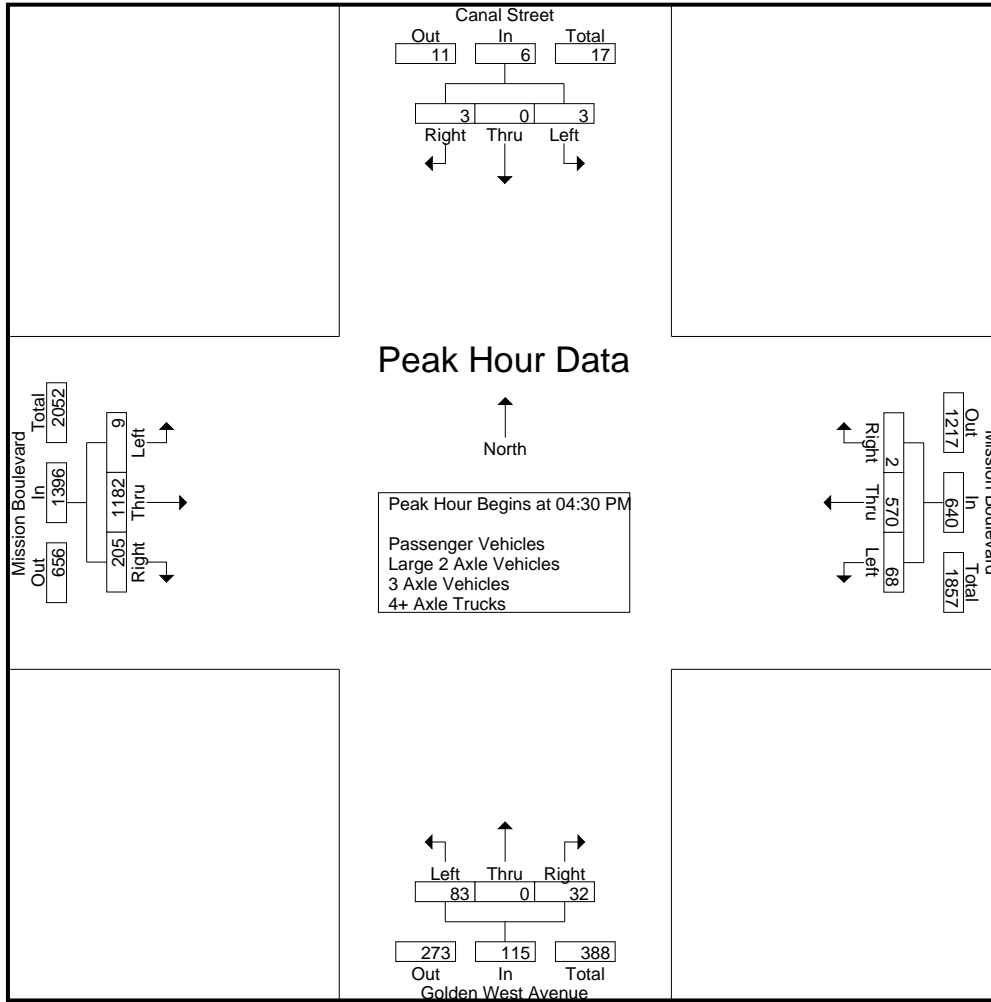 Canal Street
Out In Total
11 6 17
3 0 3
Right Thru Left
Peak Hour Data
North
Peak Hour Begins at 04:30 PM
Passenger Vehicles
Large 2 Axle Vehicles
3 Axle Vehicles
4+ Axle Trucks
Mission Boulevard
Out In Total
656 1396 2052
Left Thru Right
9 1182 205
Mission Boulevard
Out In Total
1217 640 1857
Right Thru Left
2 570 68
Left Thru Right
83 0 32
273 115 388
Out In Total
Golden West Avenue